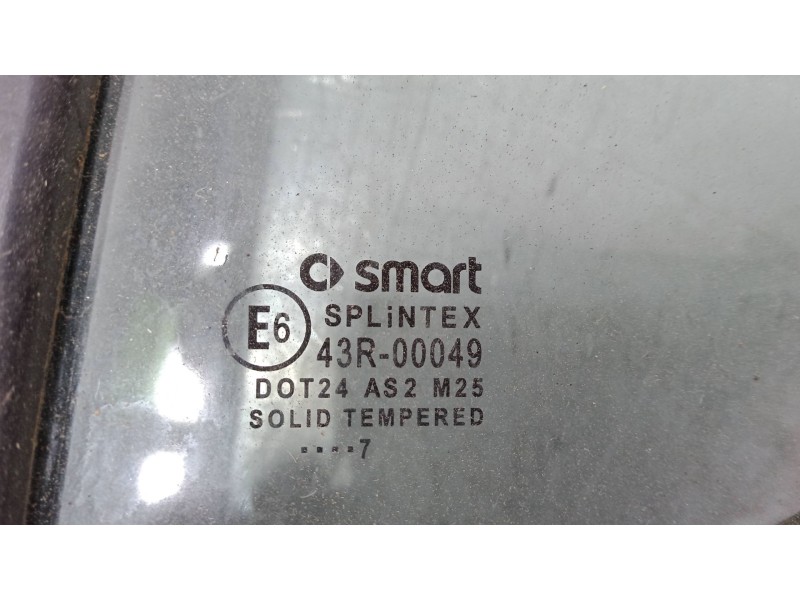 smart
SPLiNTEX
E6
43R-00049
DOT24 AS2 M25
SOLID TEMPERED
....7